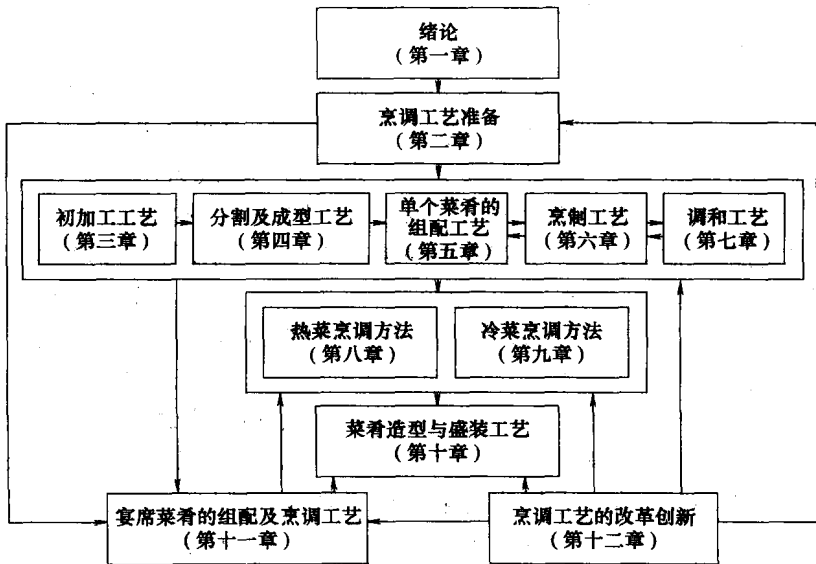 绪论
(第一章)
烹调工艺准备
(第二章)
初加工工艺
(第三章)
分割及成型工艺
(第四章)
单个菜肴的
组配工艺
(第五章)
烹制工艺
(第六章)
调和工艺
(第七章)
热菜烹调方法
(第八章)
冷菜烹调方法
(第九章)
菜肴造型与盛装工艺
(第十章)
宴席菜肴的组配及烹调工艺
(第十一章)
烹调工艺的改革创新
(第十二章)